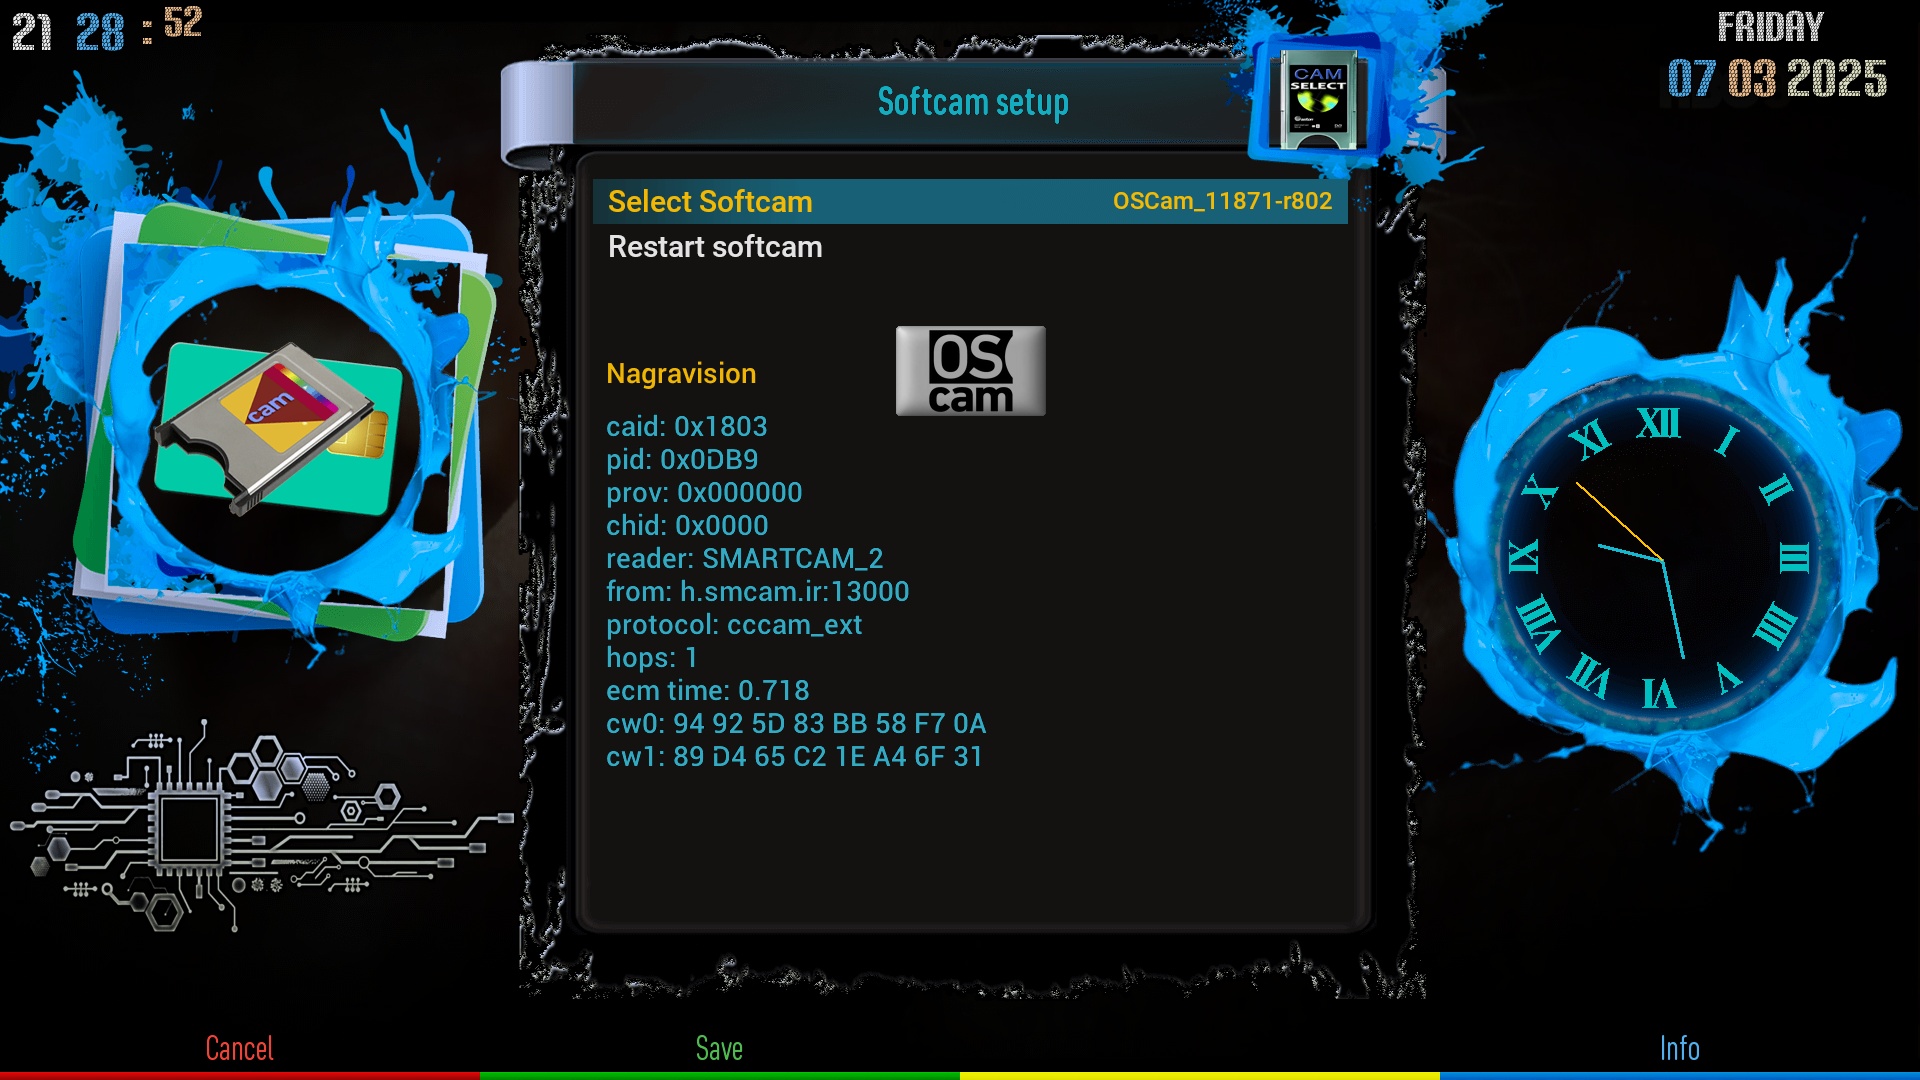 21 28 : 52
FRIDAY
07 03 2025
Softcam setup
CAM
SELECT
Select Softcam OSCam_11871-r802
Restart softcam
OS
cam
Nagravision
caid: 0x1803
pid: 0x0DB9
prov: 0x000000
chid: 0x0000
reader: SMARTCAM_2
from: h.smcam.ir:13000
protocol: cccam_ext
hops: 1
ecm time: 0.718
cw0: 94 92 5D 83 BB 58 F7 0A
cw1: 89 D4 65 C2 1E A4 6F 31
cam
XII
I
II
III
IIII
V
VI
VII
VIII
IX
X
XI
Cancel
Save
Info